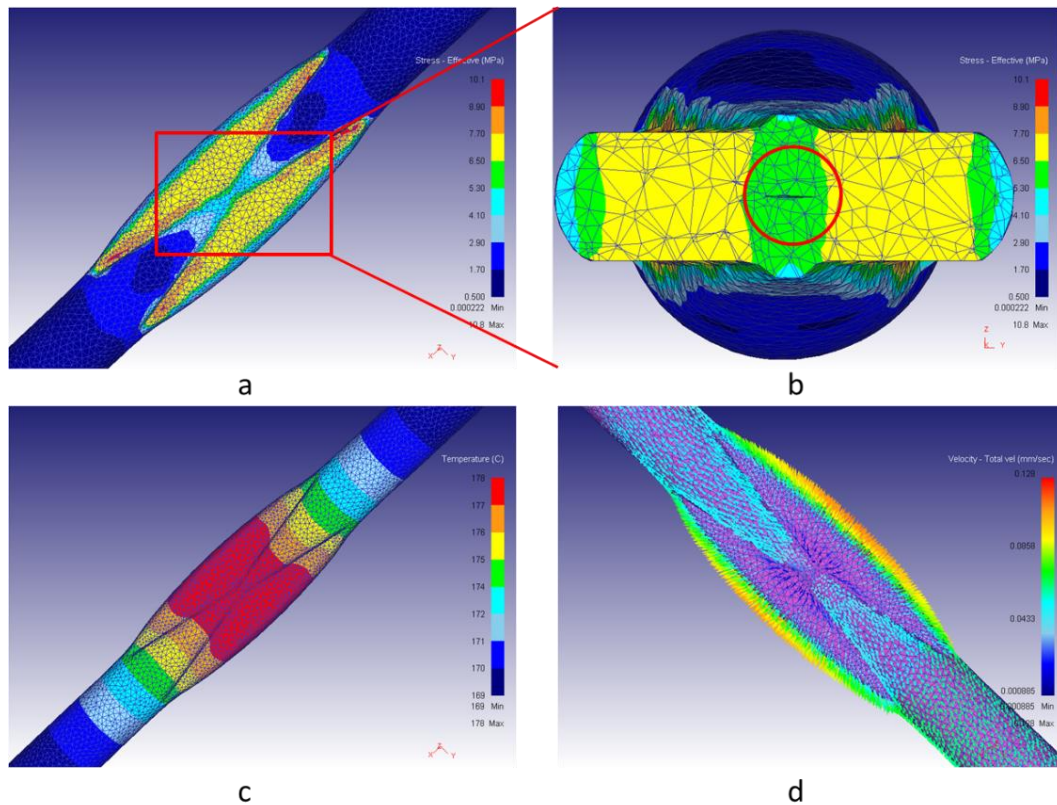 Stress - Effective (MPa)
10.1
8.90
7.70
6.50
5.30
4.10
2.90
1.70
0.500
0.000222 Min
10.8 Max
Z
X Y
a
Stress - Effective (MPa)
10.1
8.90
7.70
6.50
5.30
4.10
2.90
1.70
0.500
0.000222 Min
10.8 Max
Z
Y
b
Temperature (C)
178
177
176
175
174
172
171
170
169
169 Min
178 Max
Z
X Y
c
Velocity - Total vel (mm/sec)
0.0858
0.0433
0.000885
0.000885 Min
Max
d